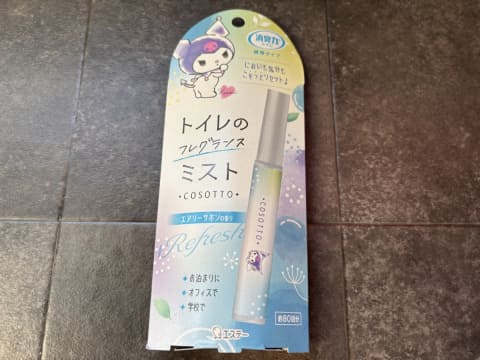 消臭力
携帯タイプ
においも気分も
こそっとリセット♪
トイレの
フレグランス
ミスト
•COSOTTO•
エアリーサボンの香り
Refresh
お泊まりに
オフィスで
学校で
エステー
•COSOTTO•
約80回分